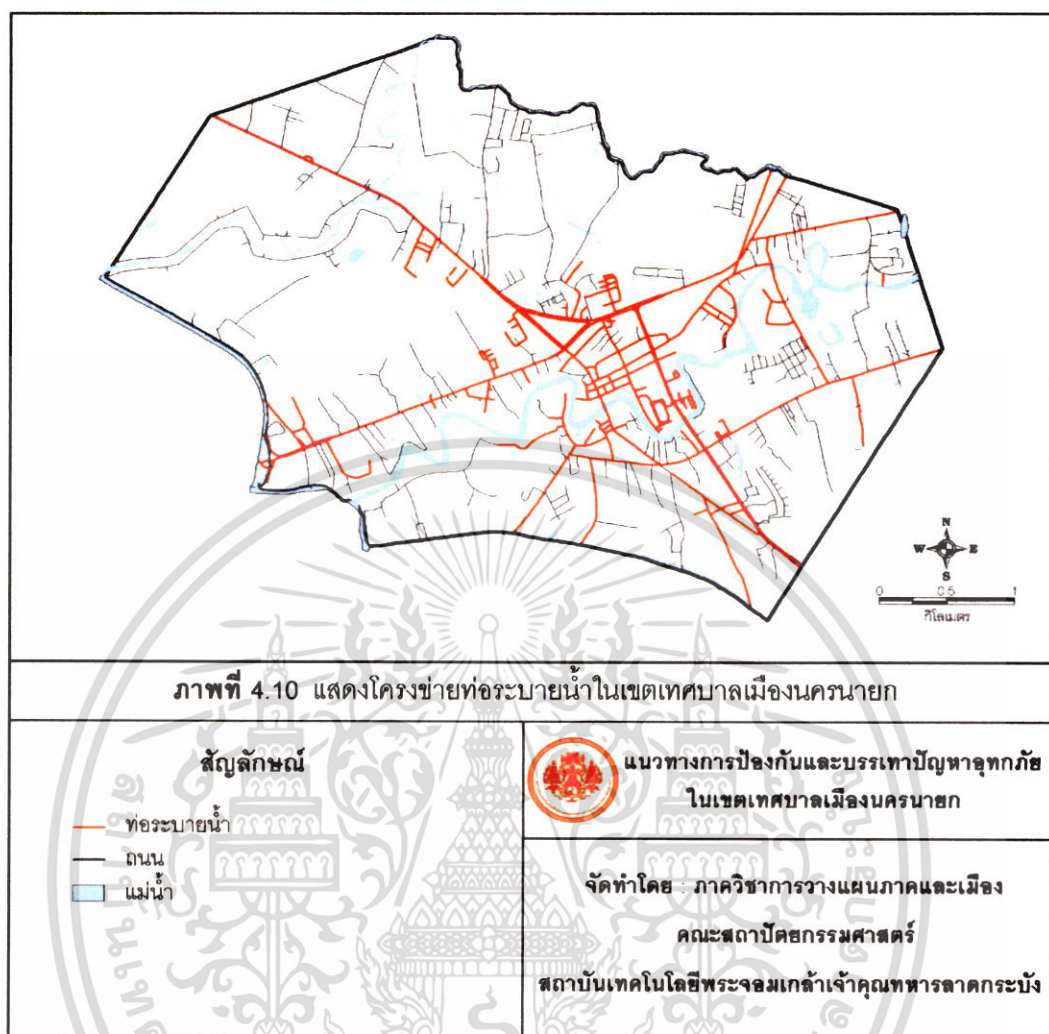 N
W E
S
0 0.5 1
กิโลเมตร
ภาพที่ 4.10 แสดงโครงข่ายท่อระบายน้ำในเขตเทศบาลเมืองนครนายก
สัญลักษณ์
ท่อระบายน้ำ
ถนน
แม่น้ำ
แนวทางการป้องกันและบรรเทาปัญหาอุทกภัย
ในเขตเทศบาลเมืองนครนายก
จัดทำโดย : ภาควิชาการวางแผนภาคและเมือง
คณะสถาปัตยกรรมศาสตร์
สถาบันเทคโนโลยีพระจอมเกล้าเจ้าคุณทหารลาดกระบัง